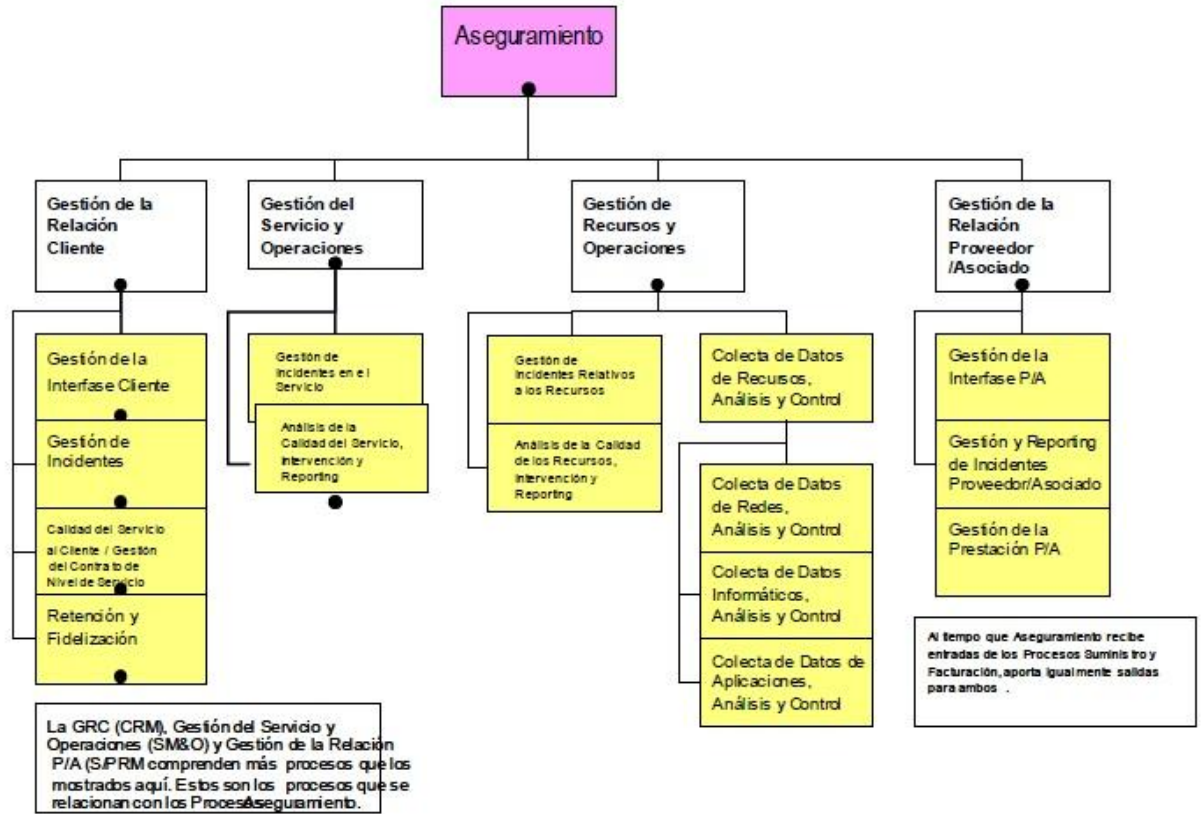 Aseguramiento
Gestión de la
Relación
Cliente
Gestión del
Servicio y
Operaciones
Gestión de
Recursos y
Operaciones
Gestión de la
Relación
Proveedor
/Asociado
Gestión de la
Interfase Cliente
Gestión de
Incidentes
Calidad del Servicio
al Cliente / Gestión
del Contrato de
Nivel de Servicio
Retención y
Fidelización
Gestión de
Incidentes en el
Servicio
Análisis de la
Calidad del Servicio,
Intervención y
Reporting
Gestión de
Incidentes Relativos
a los Recursos
Análisis de la Calidad
de los Recursos,
Intervención y
Reporting
Colecta de Datos
de Recursos,
Análisis y Control
Colecta de Datos
de Redes,
Análisis y Control
Colecta de Datos
Informáticos,
Análisis y Control
Colecta de Datos de
Aplicaciones,
Análisis y Control
Gestión de la
Interfase P/A
Gestión y Reporting
de Incidentes
Proveedor/Asociado
Gestión de la
Prestación P/A
Al tiempo que Aseguramiento recibe
entradas de los Procesos Suministro y
Facturación, aporta igualmente salidas
para ambos .
La GRC (CRM), Gestión del Servicio y
Operaciones (SM&O) y Gestión de la Relación
P/A (S/PRM comprenden más procesos que los
mostrados aquí. Estos son los procesos que se
relacionan con los Procesos Aseguramiento.